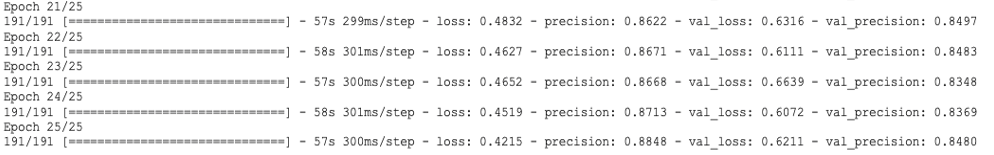 Epoch 21/25
191/191 [==============================] - 57s 299ms/step - loss: 0.4832 - precision: 0.8622 - val_loss: 0.6316 - val_precision: 0.8497
Epoch 22/25
191/191 [==============================] - 58s 301ms/step - loss: 0.4627 - precision: 0.8671 - val_loss: 0.6111 - val_precision: 0.8483
Epoch 23/25
191/191 [==============================] - 57s 300ms/step - loss: 0.4652 - precision: 0.8668 - val_loss: 0.6639 - val_precision: 0.8348
Epoch 24/25
191/191 [==============================] - 58s 301ms/step - loss: 0.4519 - precision: 0.8713 - val_loss: 0.6072 - val_precision: 0.8369
Epoch 25/25
191/191 [==============================] - 57s 300ms/step - loss: 0.4215 - precision: 0.8848 - val_loss: 0.6211 - val_precision: 0.8480